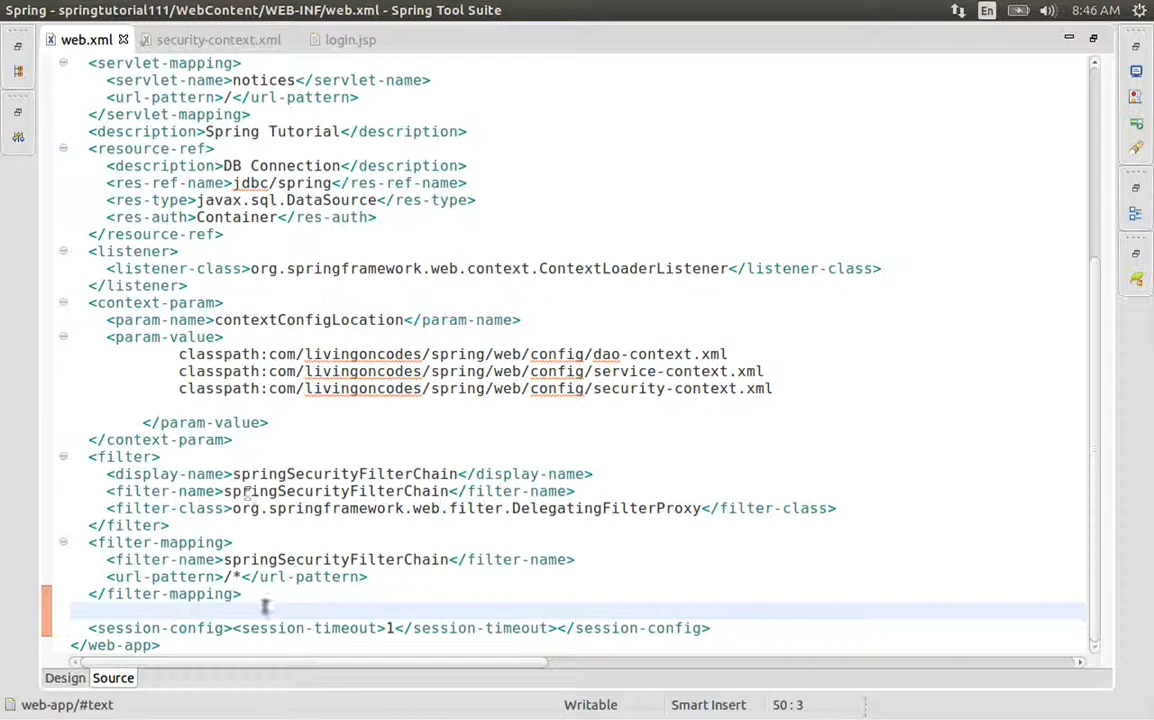 Spring - springtutorial111/WebContent/WEB-INF/web.xml - Spring Tool Suite
En
8:46 AM
web.xml
security-context.xml
login.jsp
<servlet-mapping>
<servlet-name>notices</servlet-name>
<url-pattern>/</url-pattern>
</servlet-mapping>
<description>Spring Tutorial</description>
<resource-ref>
<description>DB Connection</description>
<res-ref-name>jdbc/spring</res-ref-name>
<res-type>javax.sql.DataSource</res-type>
<res-auth>Container</res-auth>
</resource-ref>
<listener>
<listener-class>org.springframework.web.context.ContextLoaderListener</listener-class>
</listener>
<context-param>
<param-name>contextConfigLocation</param-name>
<param-value>
classpath:com/livingoncodes/spring/web/config/dao-context.xml
classpath:com/livingoncodes/spring/web/config/service-context.xml
classpath:com/livingoncodes/spring/web/config/security-context.xml
</param-value>
</context-param>
<filter>
<display-name>springSecurityFilterChain</display-name>
<filter-name>springSecurityFilterChain</filter-name>
<filter-class>org.springframework.web.filter.DelegatingFilterProxy</filter-class>
</filter>
<filter-mapping>
<filter-name>springSecurityFilterChain</filter-name>
<url-pattern>/*</url-pattern>
</filter-mapping>
<session-config><session-timeout>1</session-timeout></session-config>
</web-app>
Design
Source
web-app/#text
Writable
Smart Insert
50 : 3